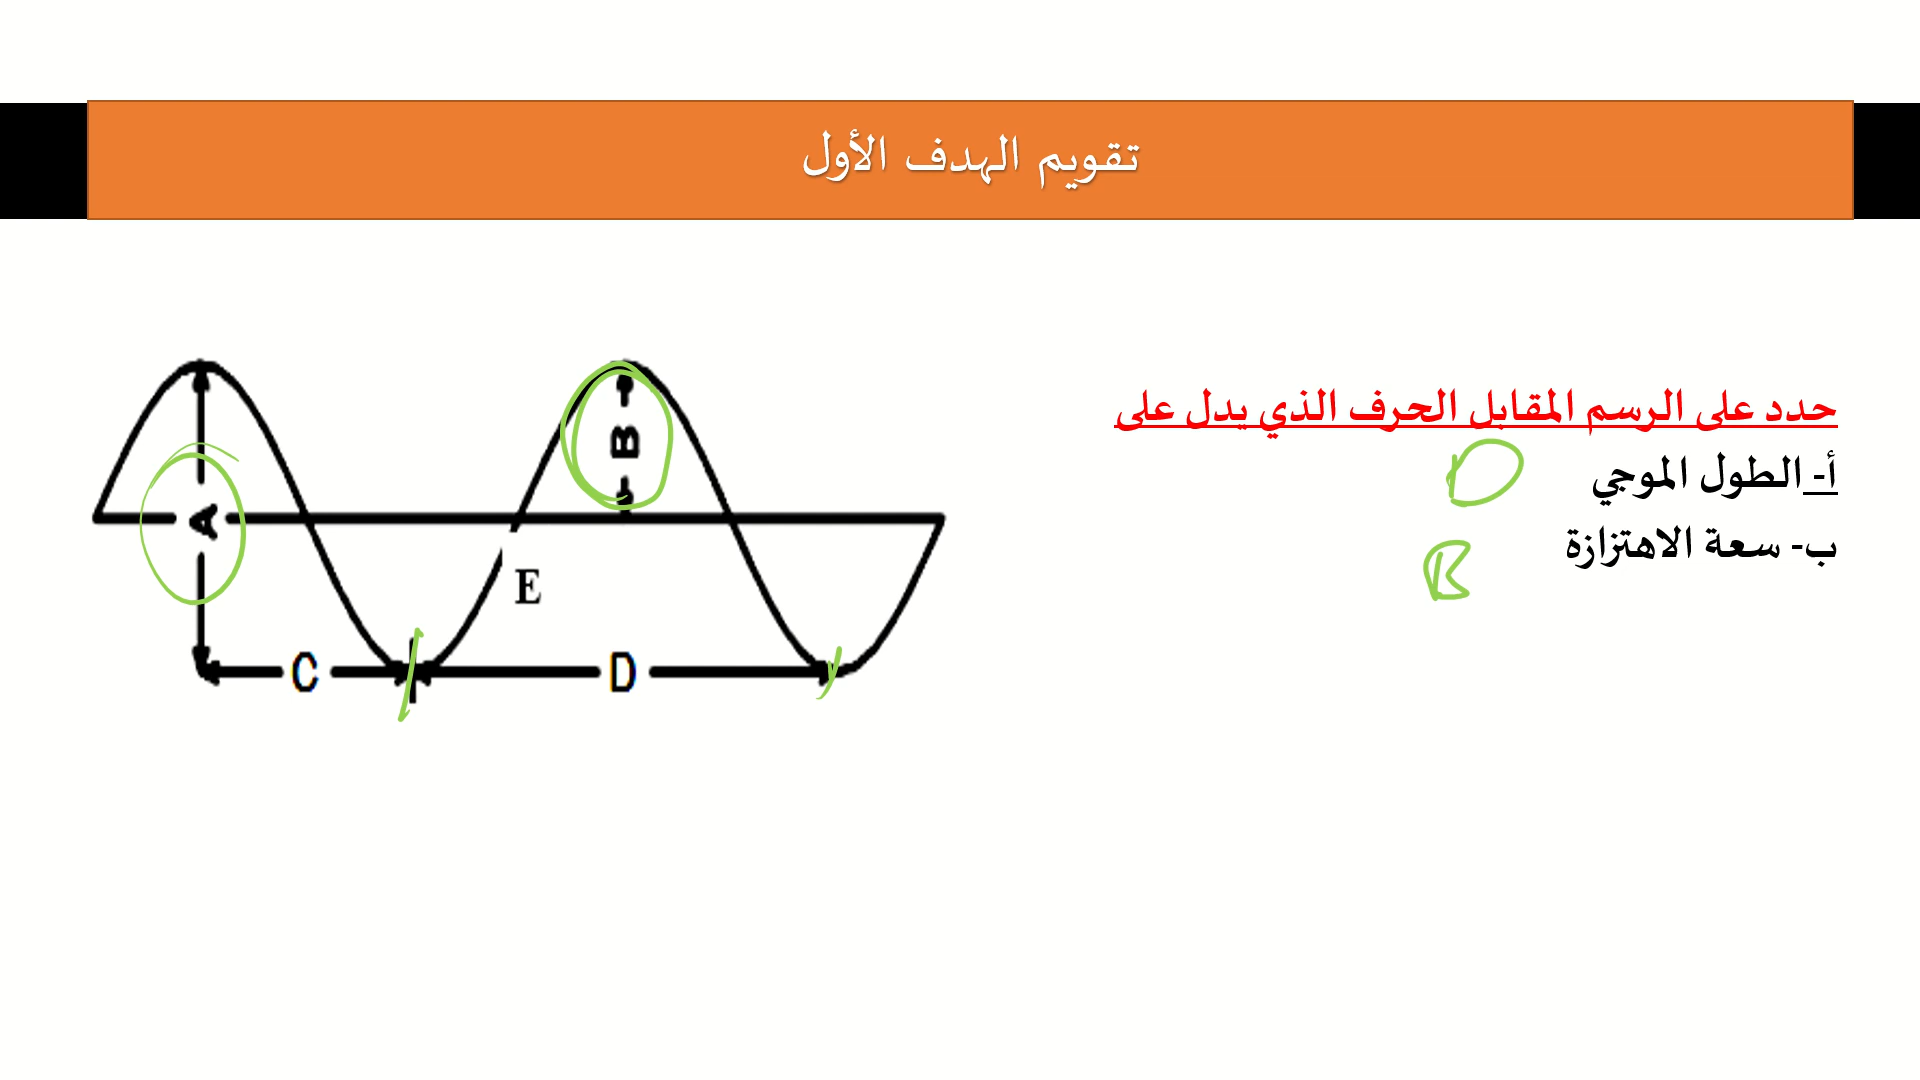 تقويم الهدف الأول
حدد على الرسم المقابل الحرف الذي يدل على
أ- الطول الموجي D
ب- سعة الاهتزازة B
A
B
E
C
D